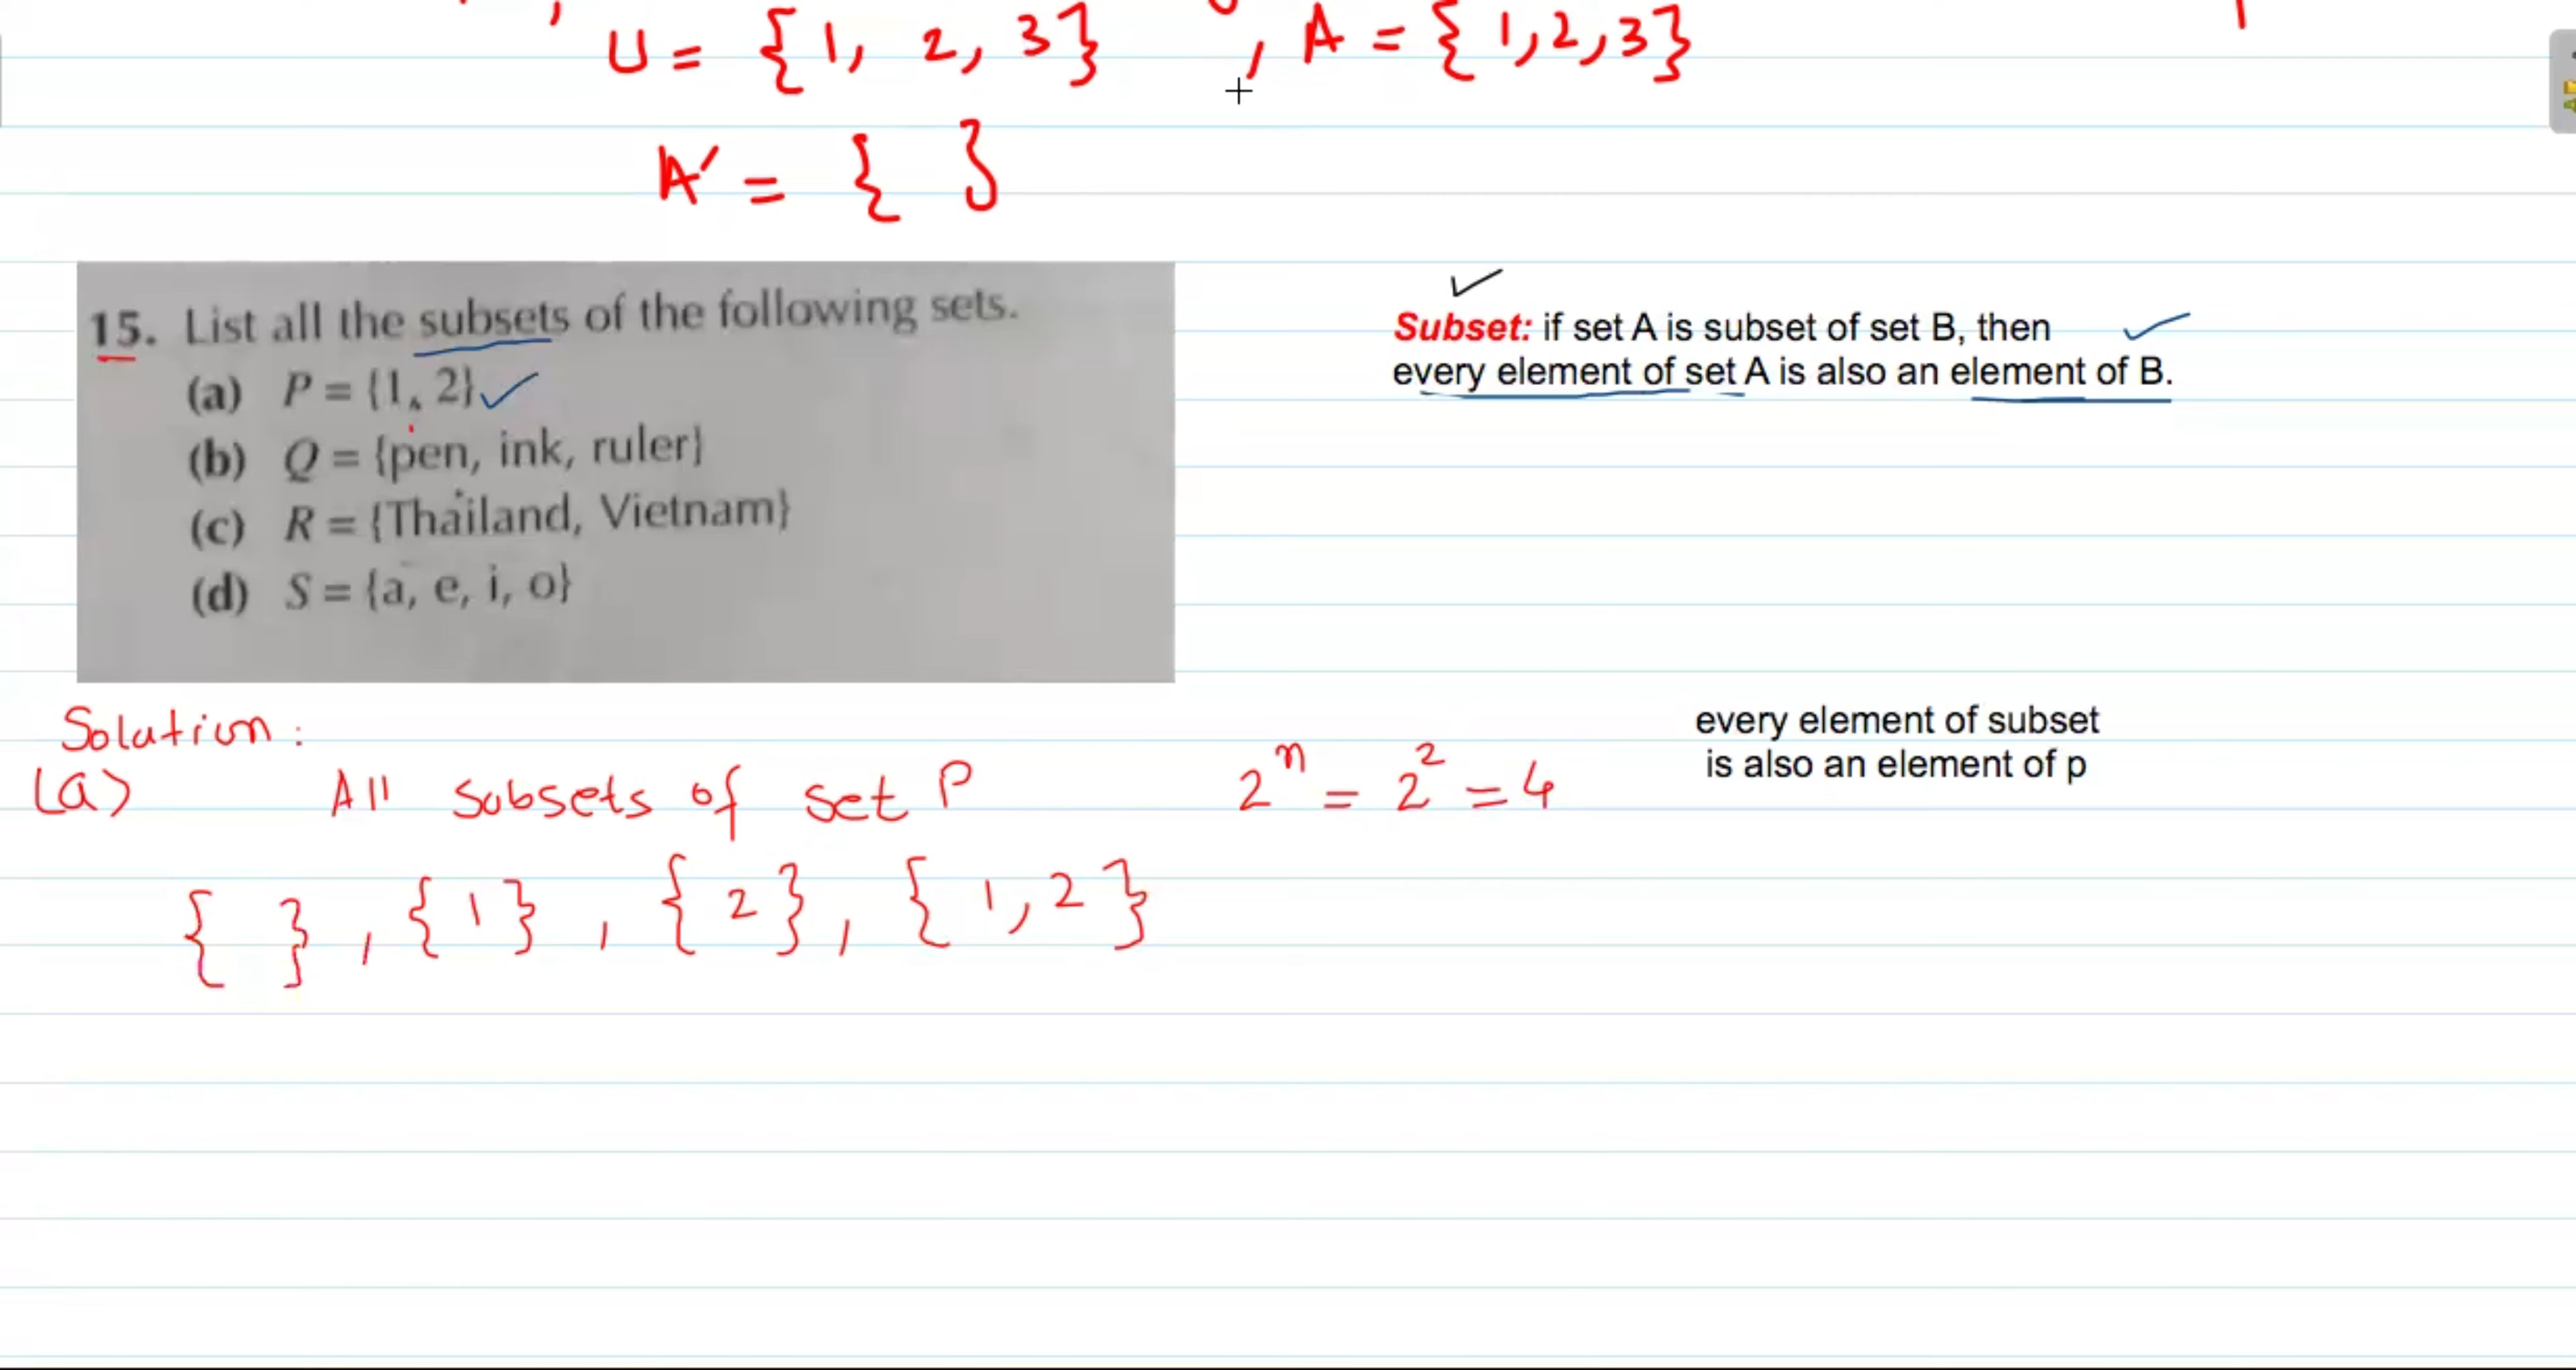 U = {1, 2, 3} , A = {1,2,3}
A′ = { }
15. List all the subsets of the following sets.
(a) P = {1, 2}
(b) Q = {pen, ink, ruler}
(c) R = {Thailand, Vietnam}
(d) S = {a, e, i, o}
Subset: if set A is subset of set B, then
every element of set A is also an element of B.
Solution :
(a) All subsets of set P 2ⁿ = 2² = 4
every element of subset
is also an element of p
{ } , {1} , {2} , {1,2}